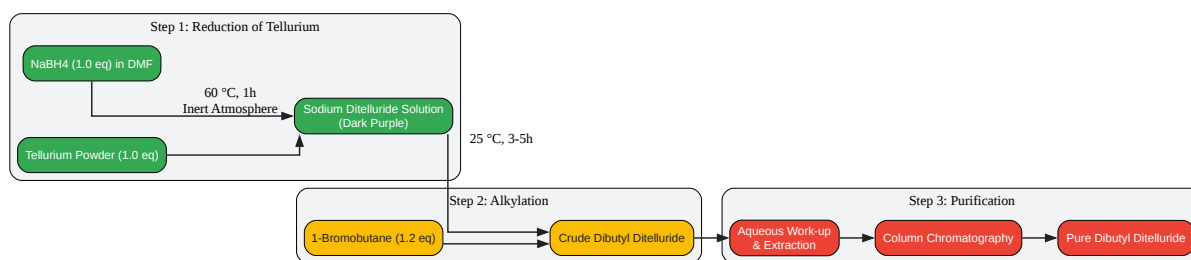 Step 1: Reduction of Tellurium
NaBH4 (1.0 eq) in DMF
60 °C, 1h
Inert Atmosphere
Sodium Ditelluride Solution
(Dark Purple)
Tellurium Powder (1.0 eq)
25 °C, 3-5h
Step 2: Alkylation
1-Bromobutane (1.2 eq)
Crude Dibutyl Ditelluride
Step 3: Purification
Aqueous Work-up
& Extraction
Column Chromatography
Pure Dibutyl Ditelluride